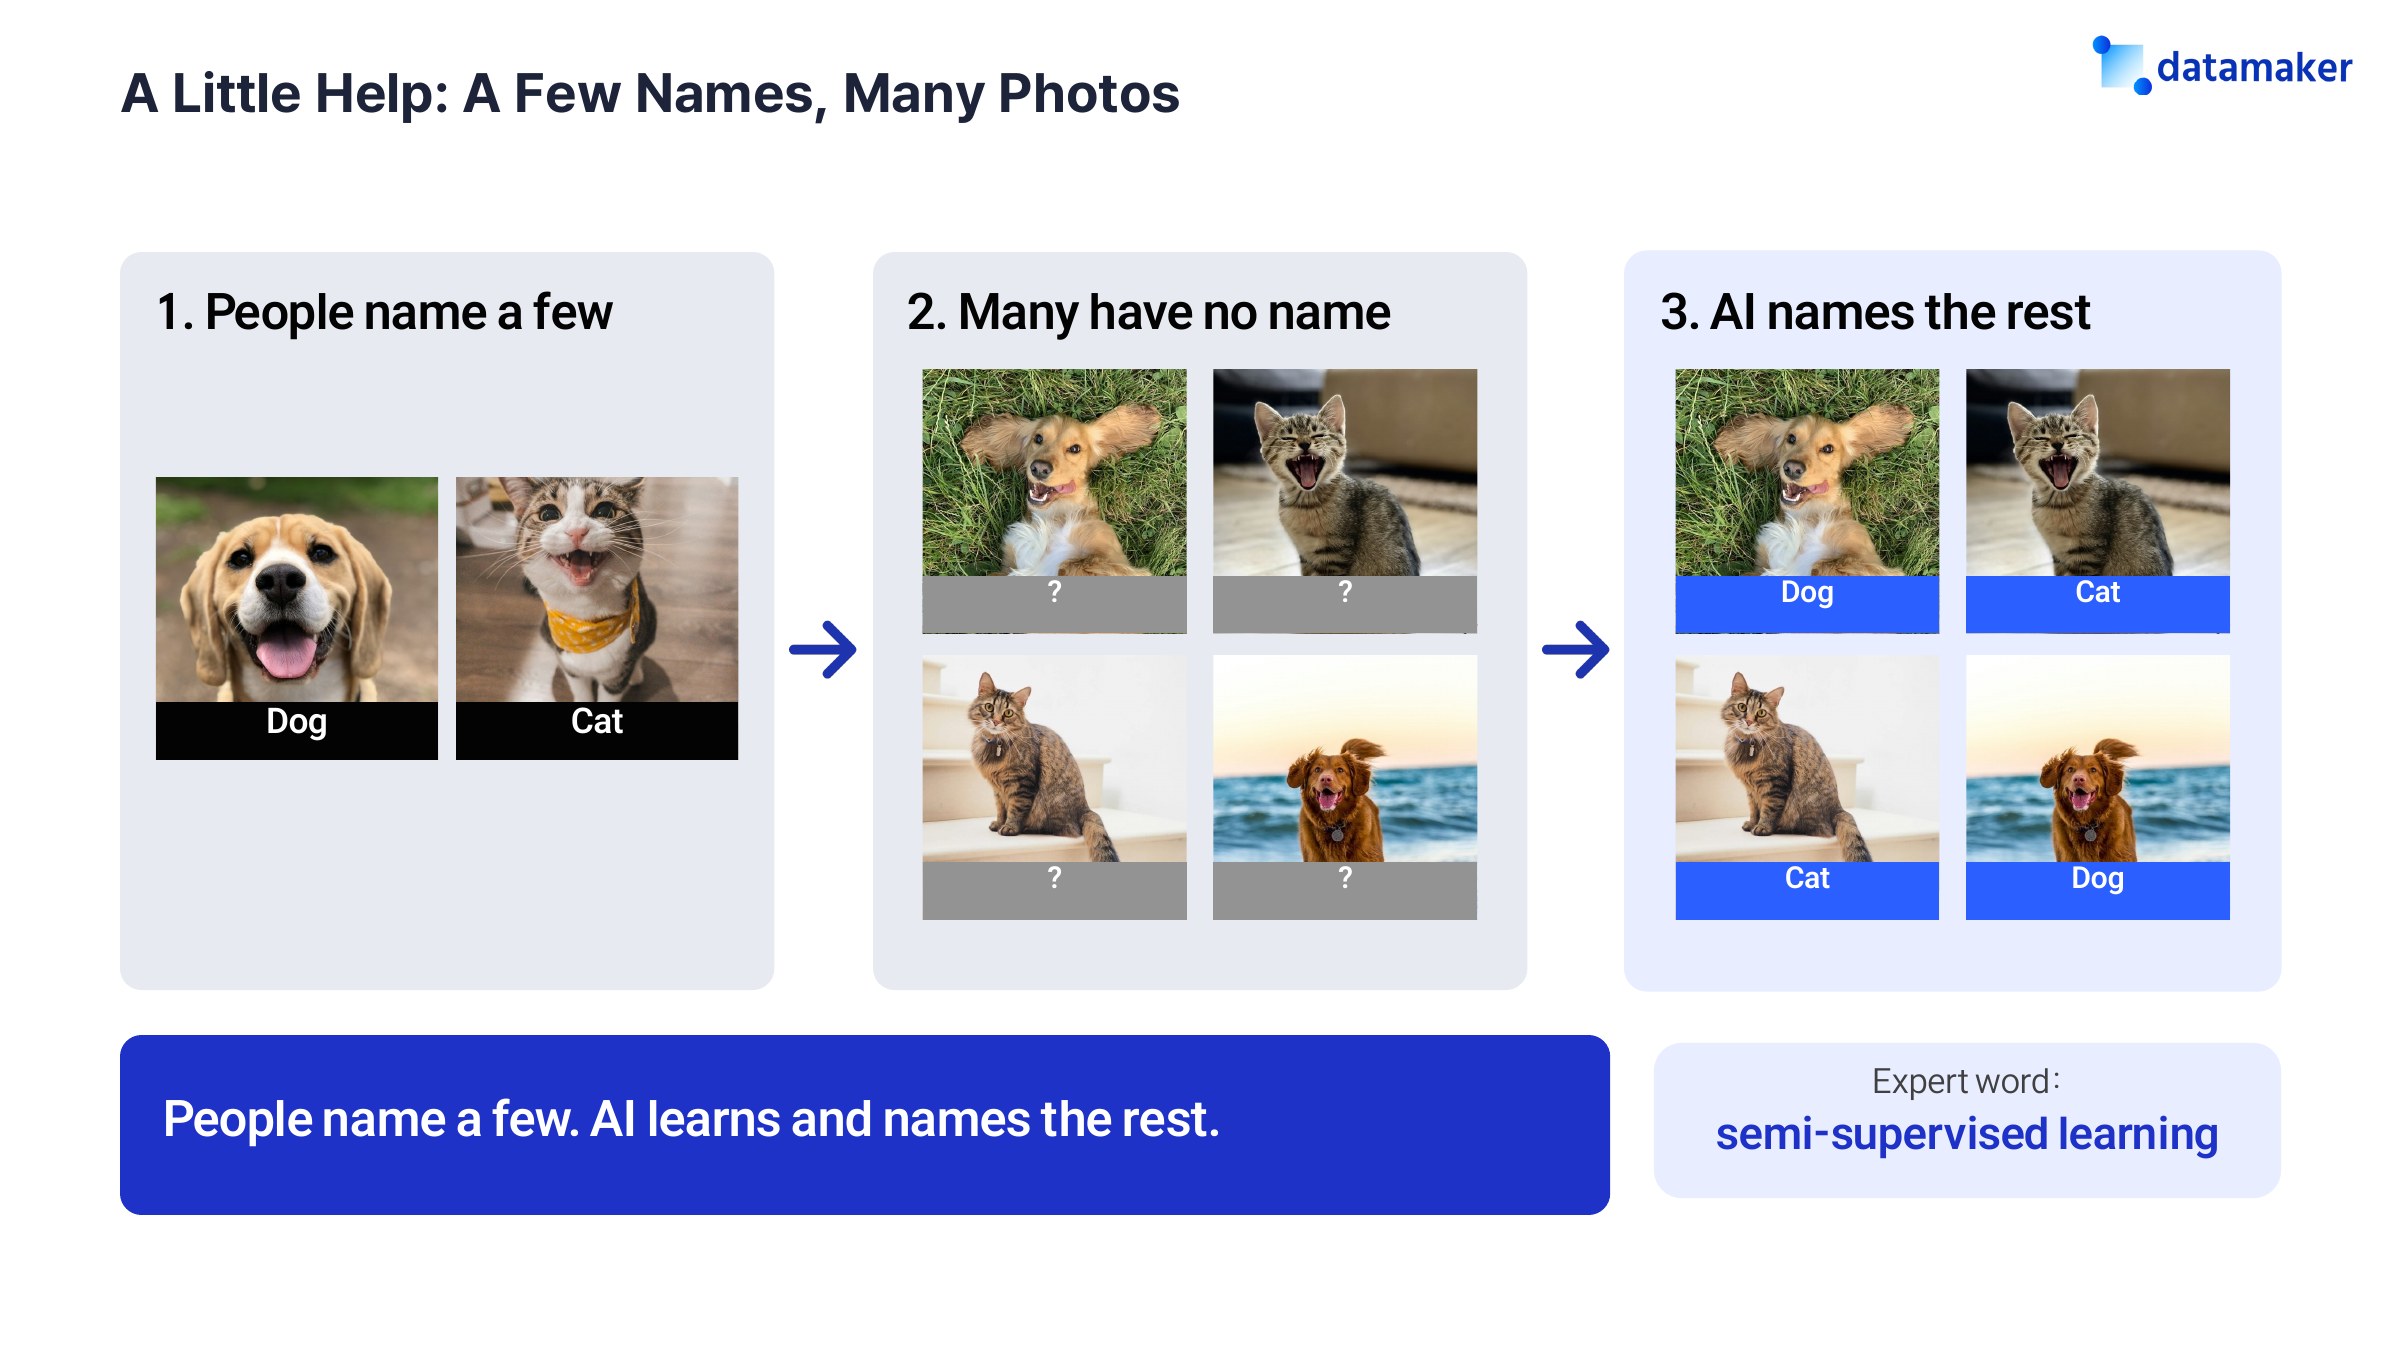 A Little Help: A Few Names, Many Photos
datamaker
1. People name a few
Dog
Cat
2. Many have no name
?
?
?
?
3. AI names the rest
Dog
Cat
Cat
Dog
People name a few. AI learns and names the rest.
Expert word:
semi-supervised learning